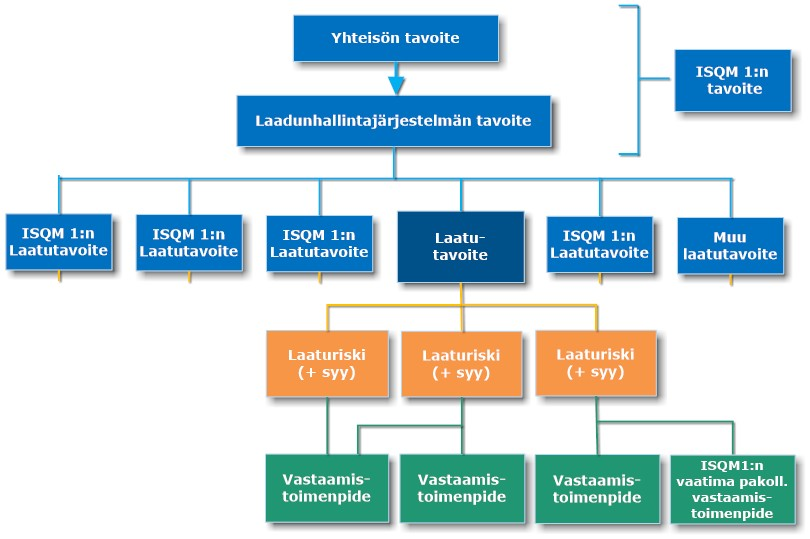 Yhteisön tavoite
ISQM 1:n
tavoite
Laadunhallintajärjestelmän tavoite
ISQM 1:n
Laatutavoite
ISQM 1:n
Laatutavoite
ISQM 1:n
Laatutavoite
Laatu-
tavoite
ISQM 1:n
Laatutavoite
Muu
laatutavoite
Laaturiski
(+ syy)
Laaturiski
(+ syy)
Laaturiski
(+ syy)
Vastaamis-
toimenpide
Vastaamis-
toimenpide
Vastaamis-
toimenpide
ISQM1:n
vaatima pakoll.
vastaamis-
toimenpide